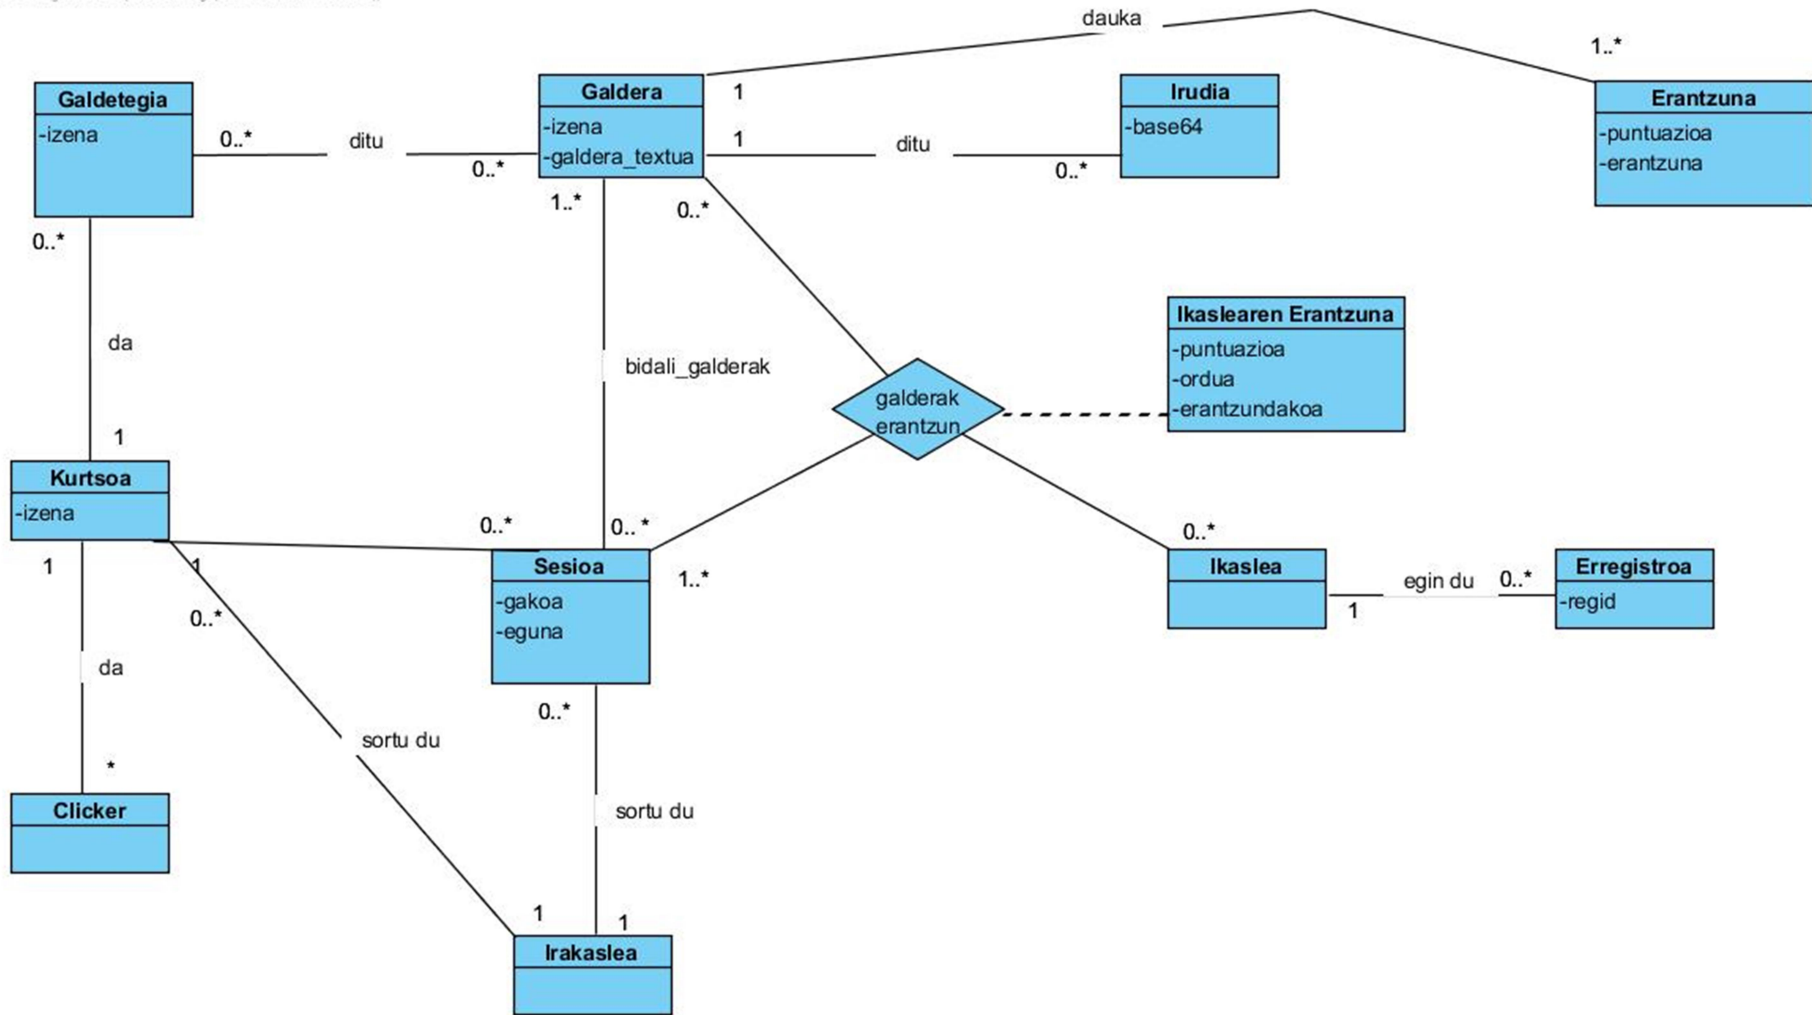 dauka
1..*
Galdetegia
-izena
0..*
ditu
0..*
Galdera
-izena
-galdera_textua
1
1
ditu
0..*
Irudia
-base64
Erantzuna
-puntuazioa
-erantzuna
1..*
0..*
0..*
da
1
bidali_galderak
galderak
erantzun
Ikaslearen Erantzuna
-puntuazioa
-ordua
-erantzundakoa
Kurtsoa
-izena
0..*
0.. *
1
1
0..*
Sesioa
-gakoa
-eguna
1..*
0..*
Ikaslea
1
egin du
0..*
Erregistroa
-regid
da
*
sortu du
0..*
sortu du
Clicker
1
1
Irakaslea